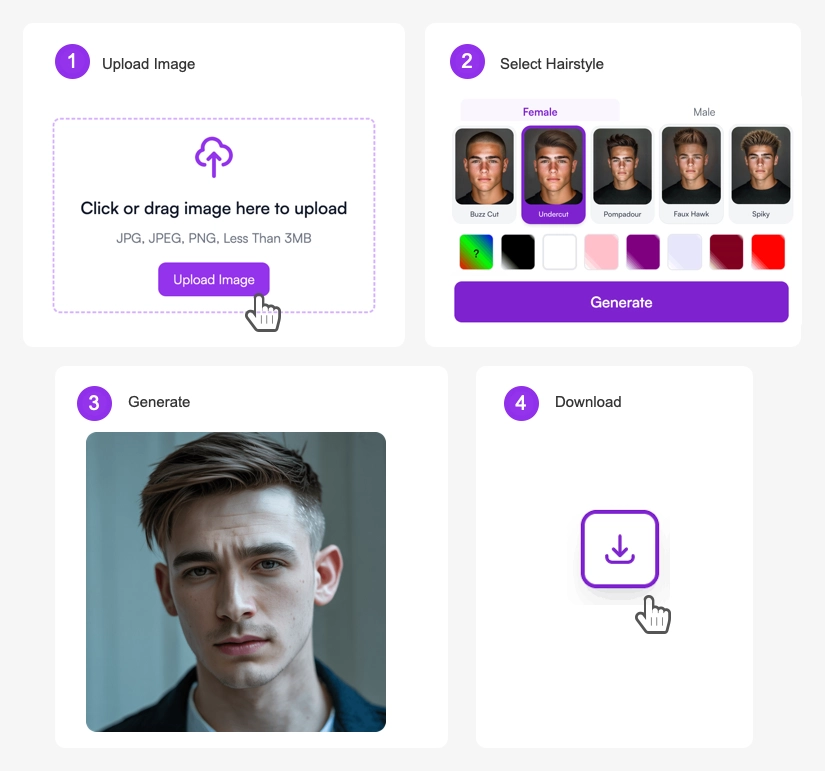 1 Upload Image
Click or drag image here to upload
JPG, JPEG, PNG, Less Than 3MB
Upload Image
2 Select Hairstyle
Female Male
Buzz Cut Undercut Pompadour Faux Hawk Spiky
?
Generate
3 Generate
4 Download